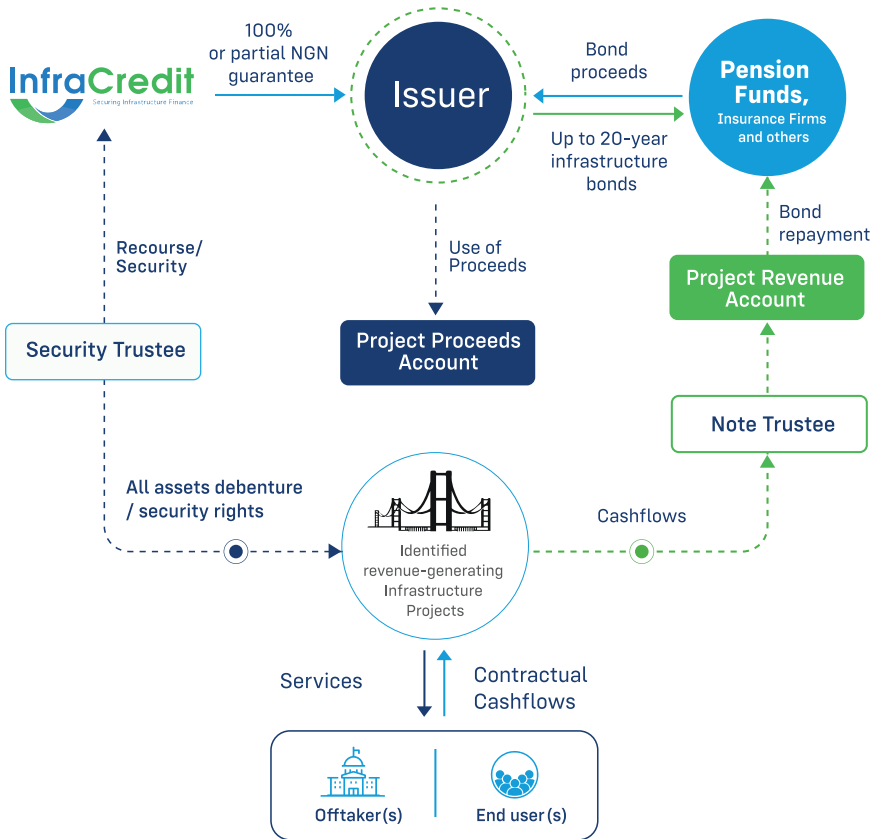 100%
or partial NGN
guarantee
InfraCredit
Securing Infrastructure Finance
Issuer
Bond
proceeds
Up to 20-year
infrastructure
bonds
Pension
Funds,
Insurance Firms
and others
Recourse/
Security
Use of
Proceeds
Bond
repayment
Project Revenue
Account
Security Trustee
Project Proceeds
Account
Note Trustee
All assets debenture
/ security rights
Identified
revenue-generating
Infrastructure
Projects
Cashflows
Services
Contractual
Cashflows
Offtaker(s)
End user(s)